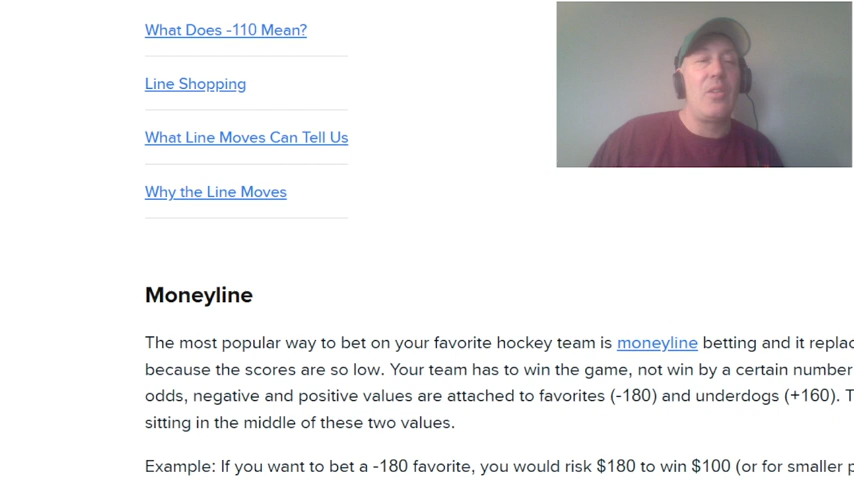 What Does -110 Mean?
Line Shopping
What Line Moves Can Tell Us
Why the Line Moves
Moneyline
The most popular way to bet on your favorite hockey team is moneyline betting and it replac
because the scores are so low. Your team has to win the game, not win by a certain number
odds, negative and positive values are attached to favorites (-180) and underdogs (+160). T
sitting in the middle of these two values.
Example: If you want to bet a -180 favorite, you would risk $180 to win $100 (or for smaller p